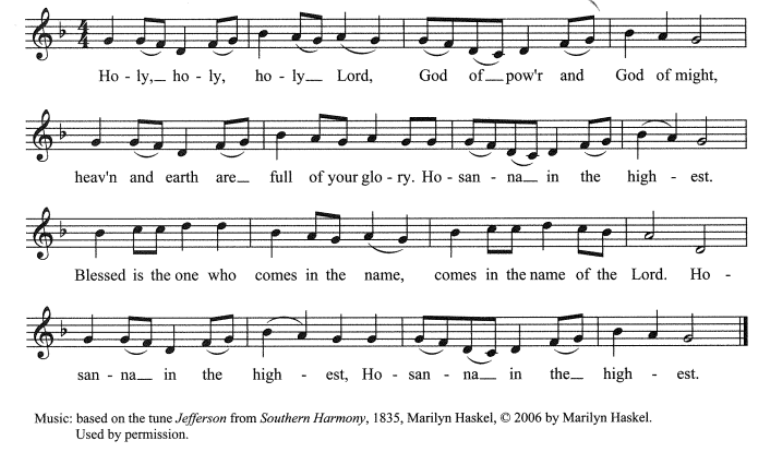 Ho - ly, ho - ly, ho - ly Lord, God of pow'r and God of might,
heav'n and earth are full of your glo - ry. Ho - san - na in the high - est.
Blessed is the one who comes in the name, comes in the name of the Lord. Ho -
san - na in the high - est, Ho - san - na in the high - est.
Music: based on the tune Jefferson from Southern Harmony, 1835, Marilyn Haskel, © 2006 by Marilyn Haskel.
Used by permission.